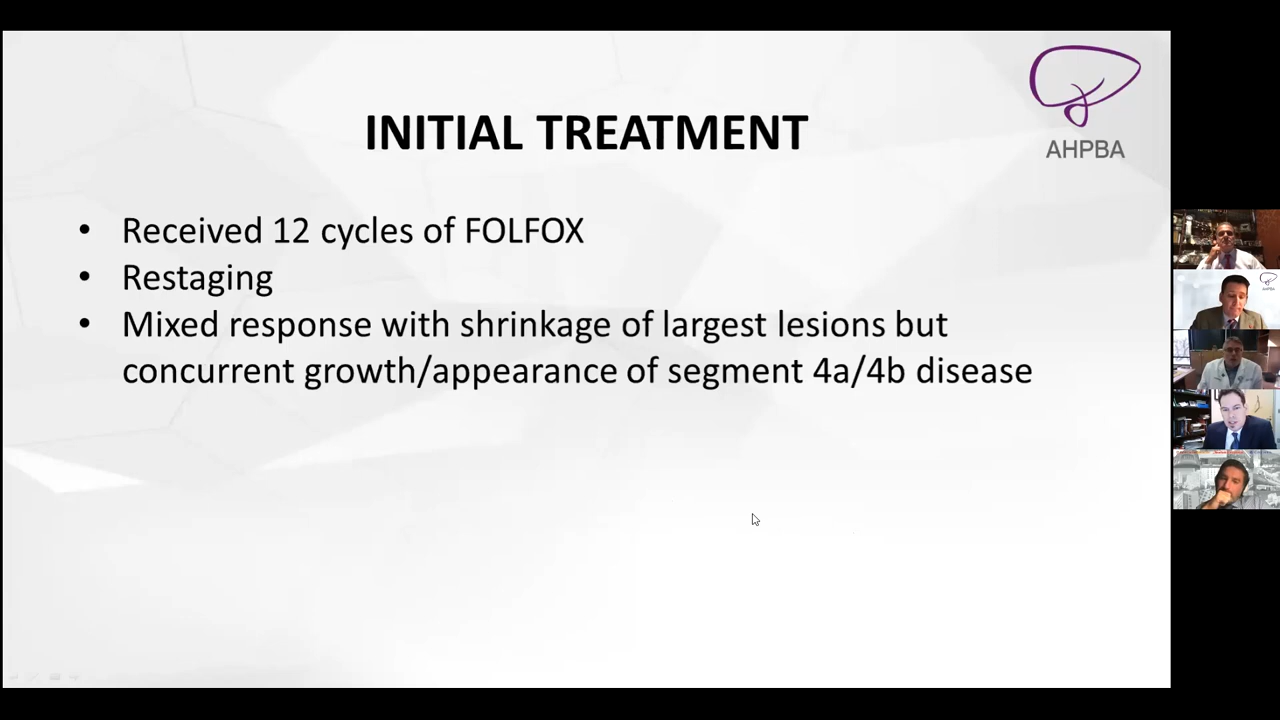 AHPBA
INITIAL TREATMENT
• Received 12 cycles of FOLFOX
• Restaging
• Mixed response with shrinkage of largest lesions but
concurrent growth/appearance of segment 4a/4b disease